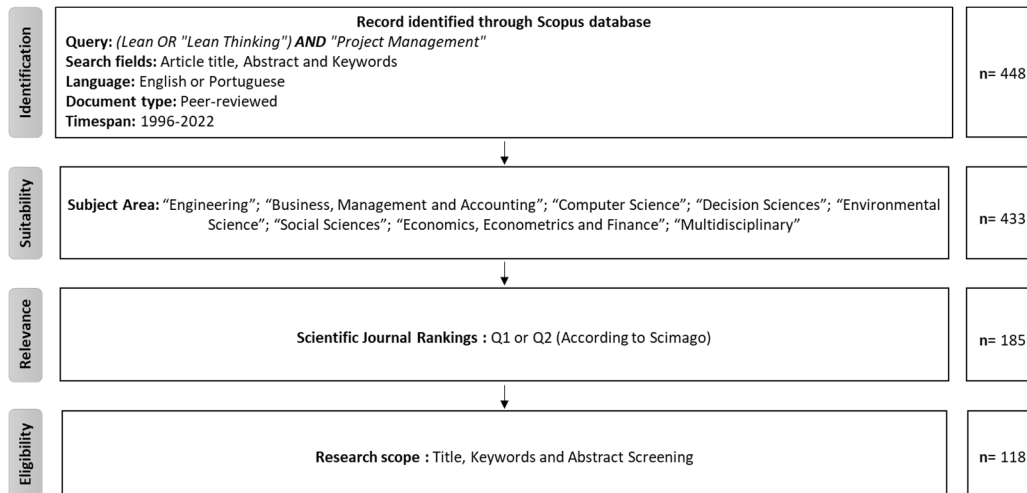 Identification
Record identified through Scopus database
Query: (Lean OR "Lean Thinking") AND "Project Management"
Search fields: Article title, Abstract and Keywords
Language: English or Portuguese
Document type: Peer-reviewed
Timespan: 1996-2022
n= 448
Suitability
Subject Area: “Engineering”; “Business, Management and Accounting”; “Computer Science”; “Decision Sciences”; “Environmental
Science”; “Social Sciences”; “Economics, Econometrics and Finance”; “Multidisciplinary”
n= 433
Relevance
Scientific Journal Rankings : Q1 or Q2 (According to Scimago)
n= 185
Eligibility
Research scope : Title, Keywords and Abstract Screening
n= 118